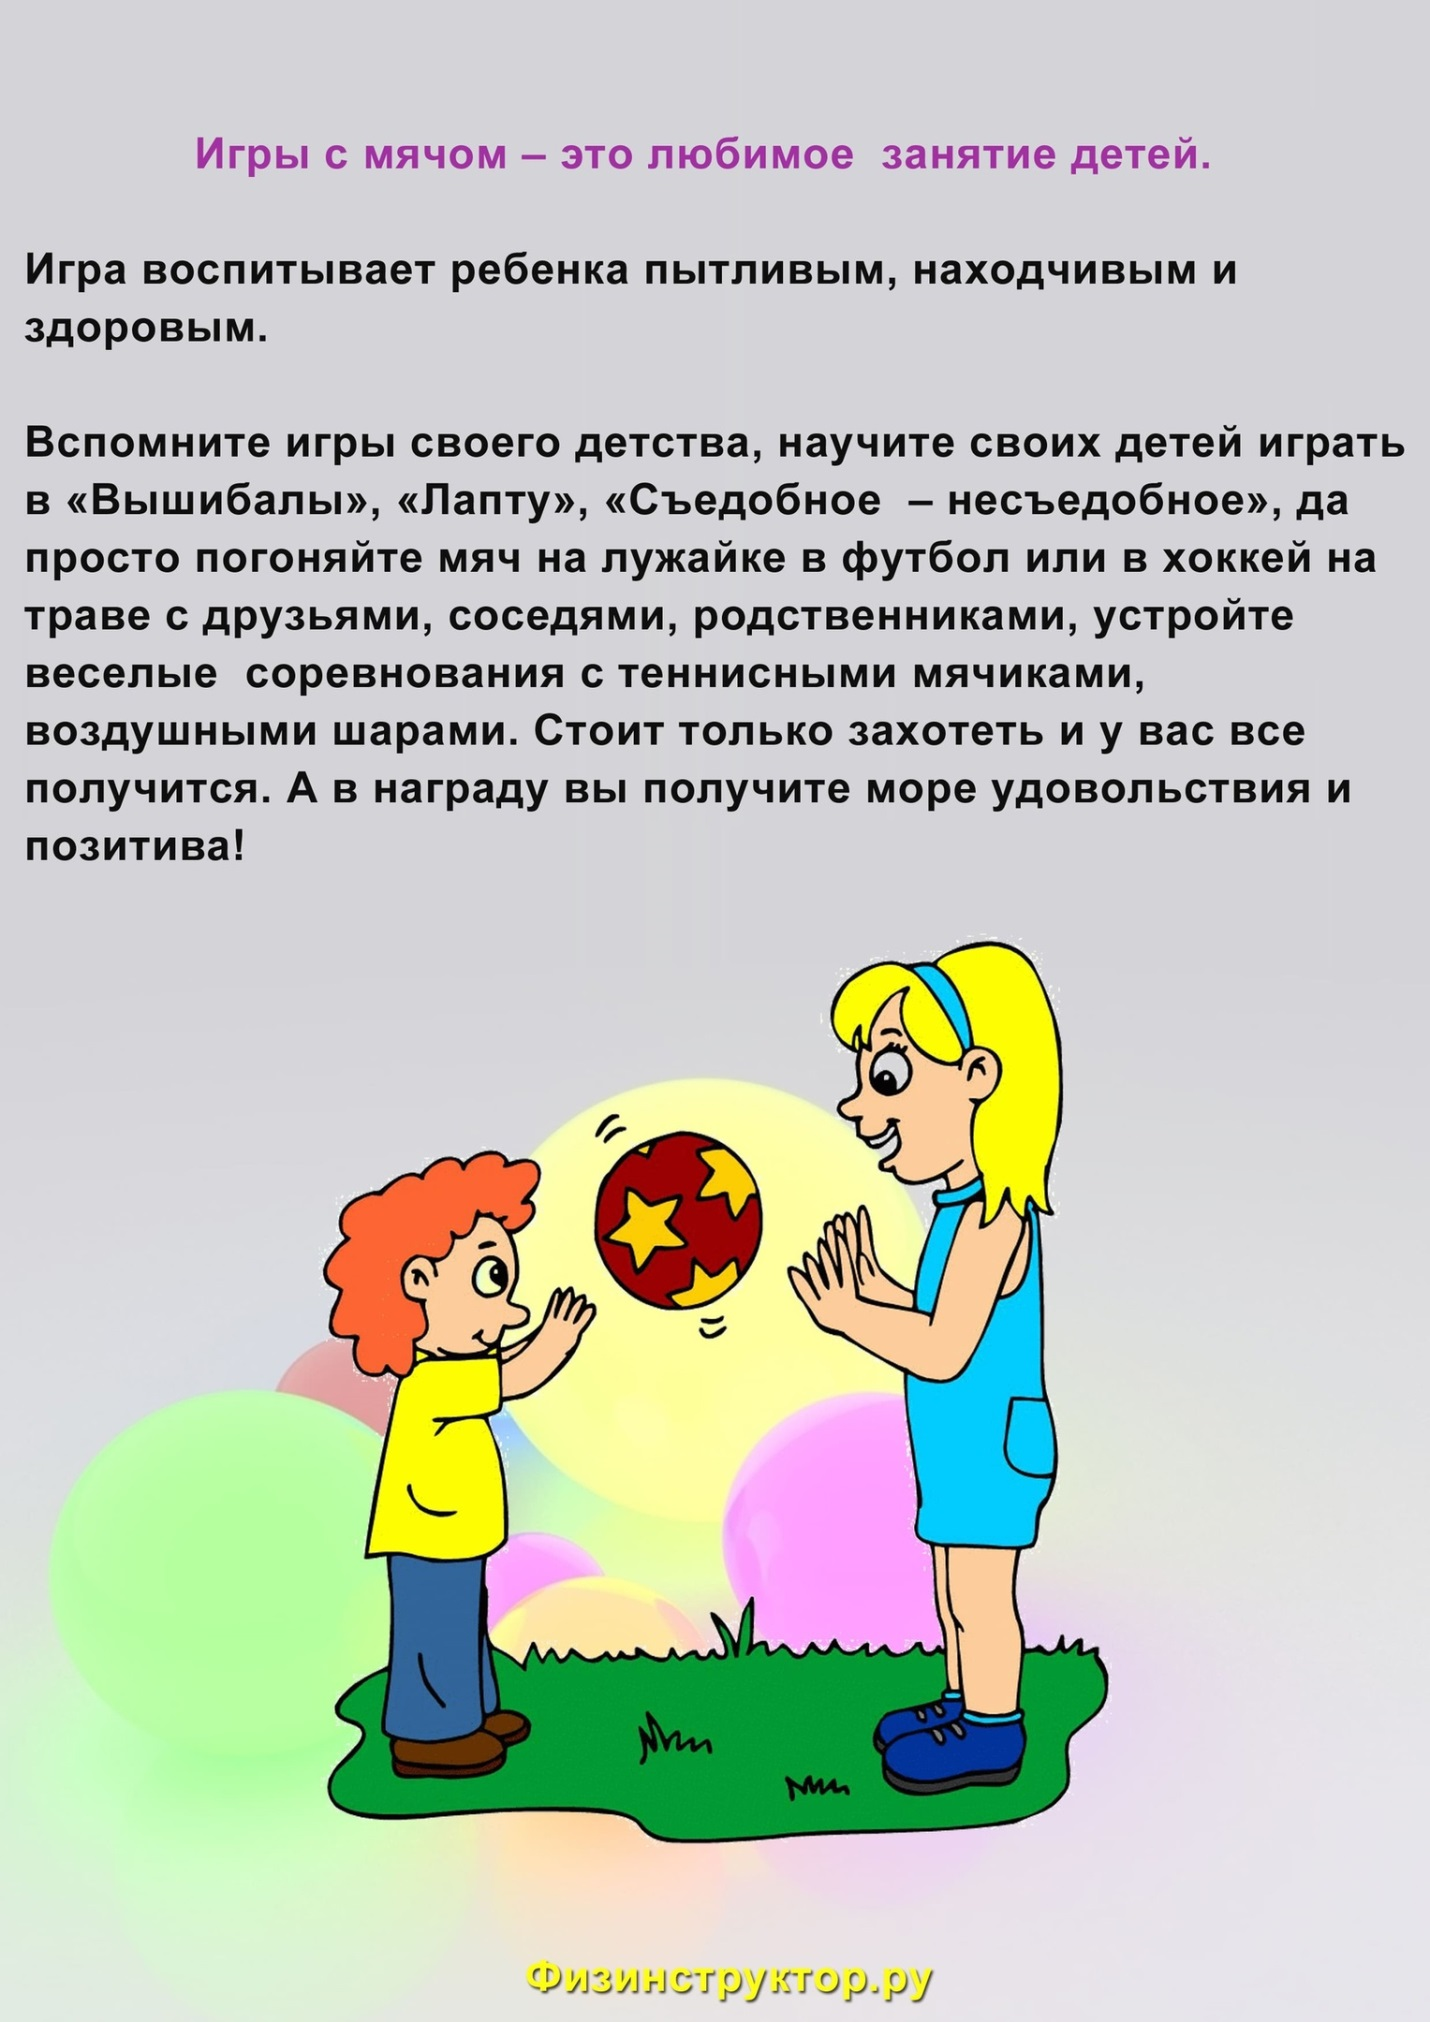 Игры с мячом – это любимое  занятие детей.
Игра воспитывает ребенка пытливым, находчивым и
здоровым.
Вспомните игры своего детства, научите своих детей играть
в «Вышибалы», «Лапту», «Съедобное  – несъедобное», да
просто погоняйте мяч на лужайке в футбол или в хоккей на
траве с друзьями, соседями, родственниками, устройте
веселые  соревнования с теннисными мячиками,
воздушными шарами. Стоит только захотеть и у вас все
получится. А в награду вы получите море удовольствия и
позитива!
Физинструктор.ру